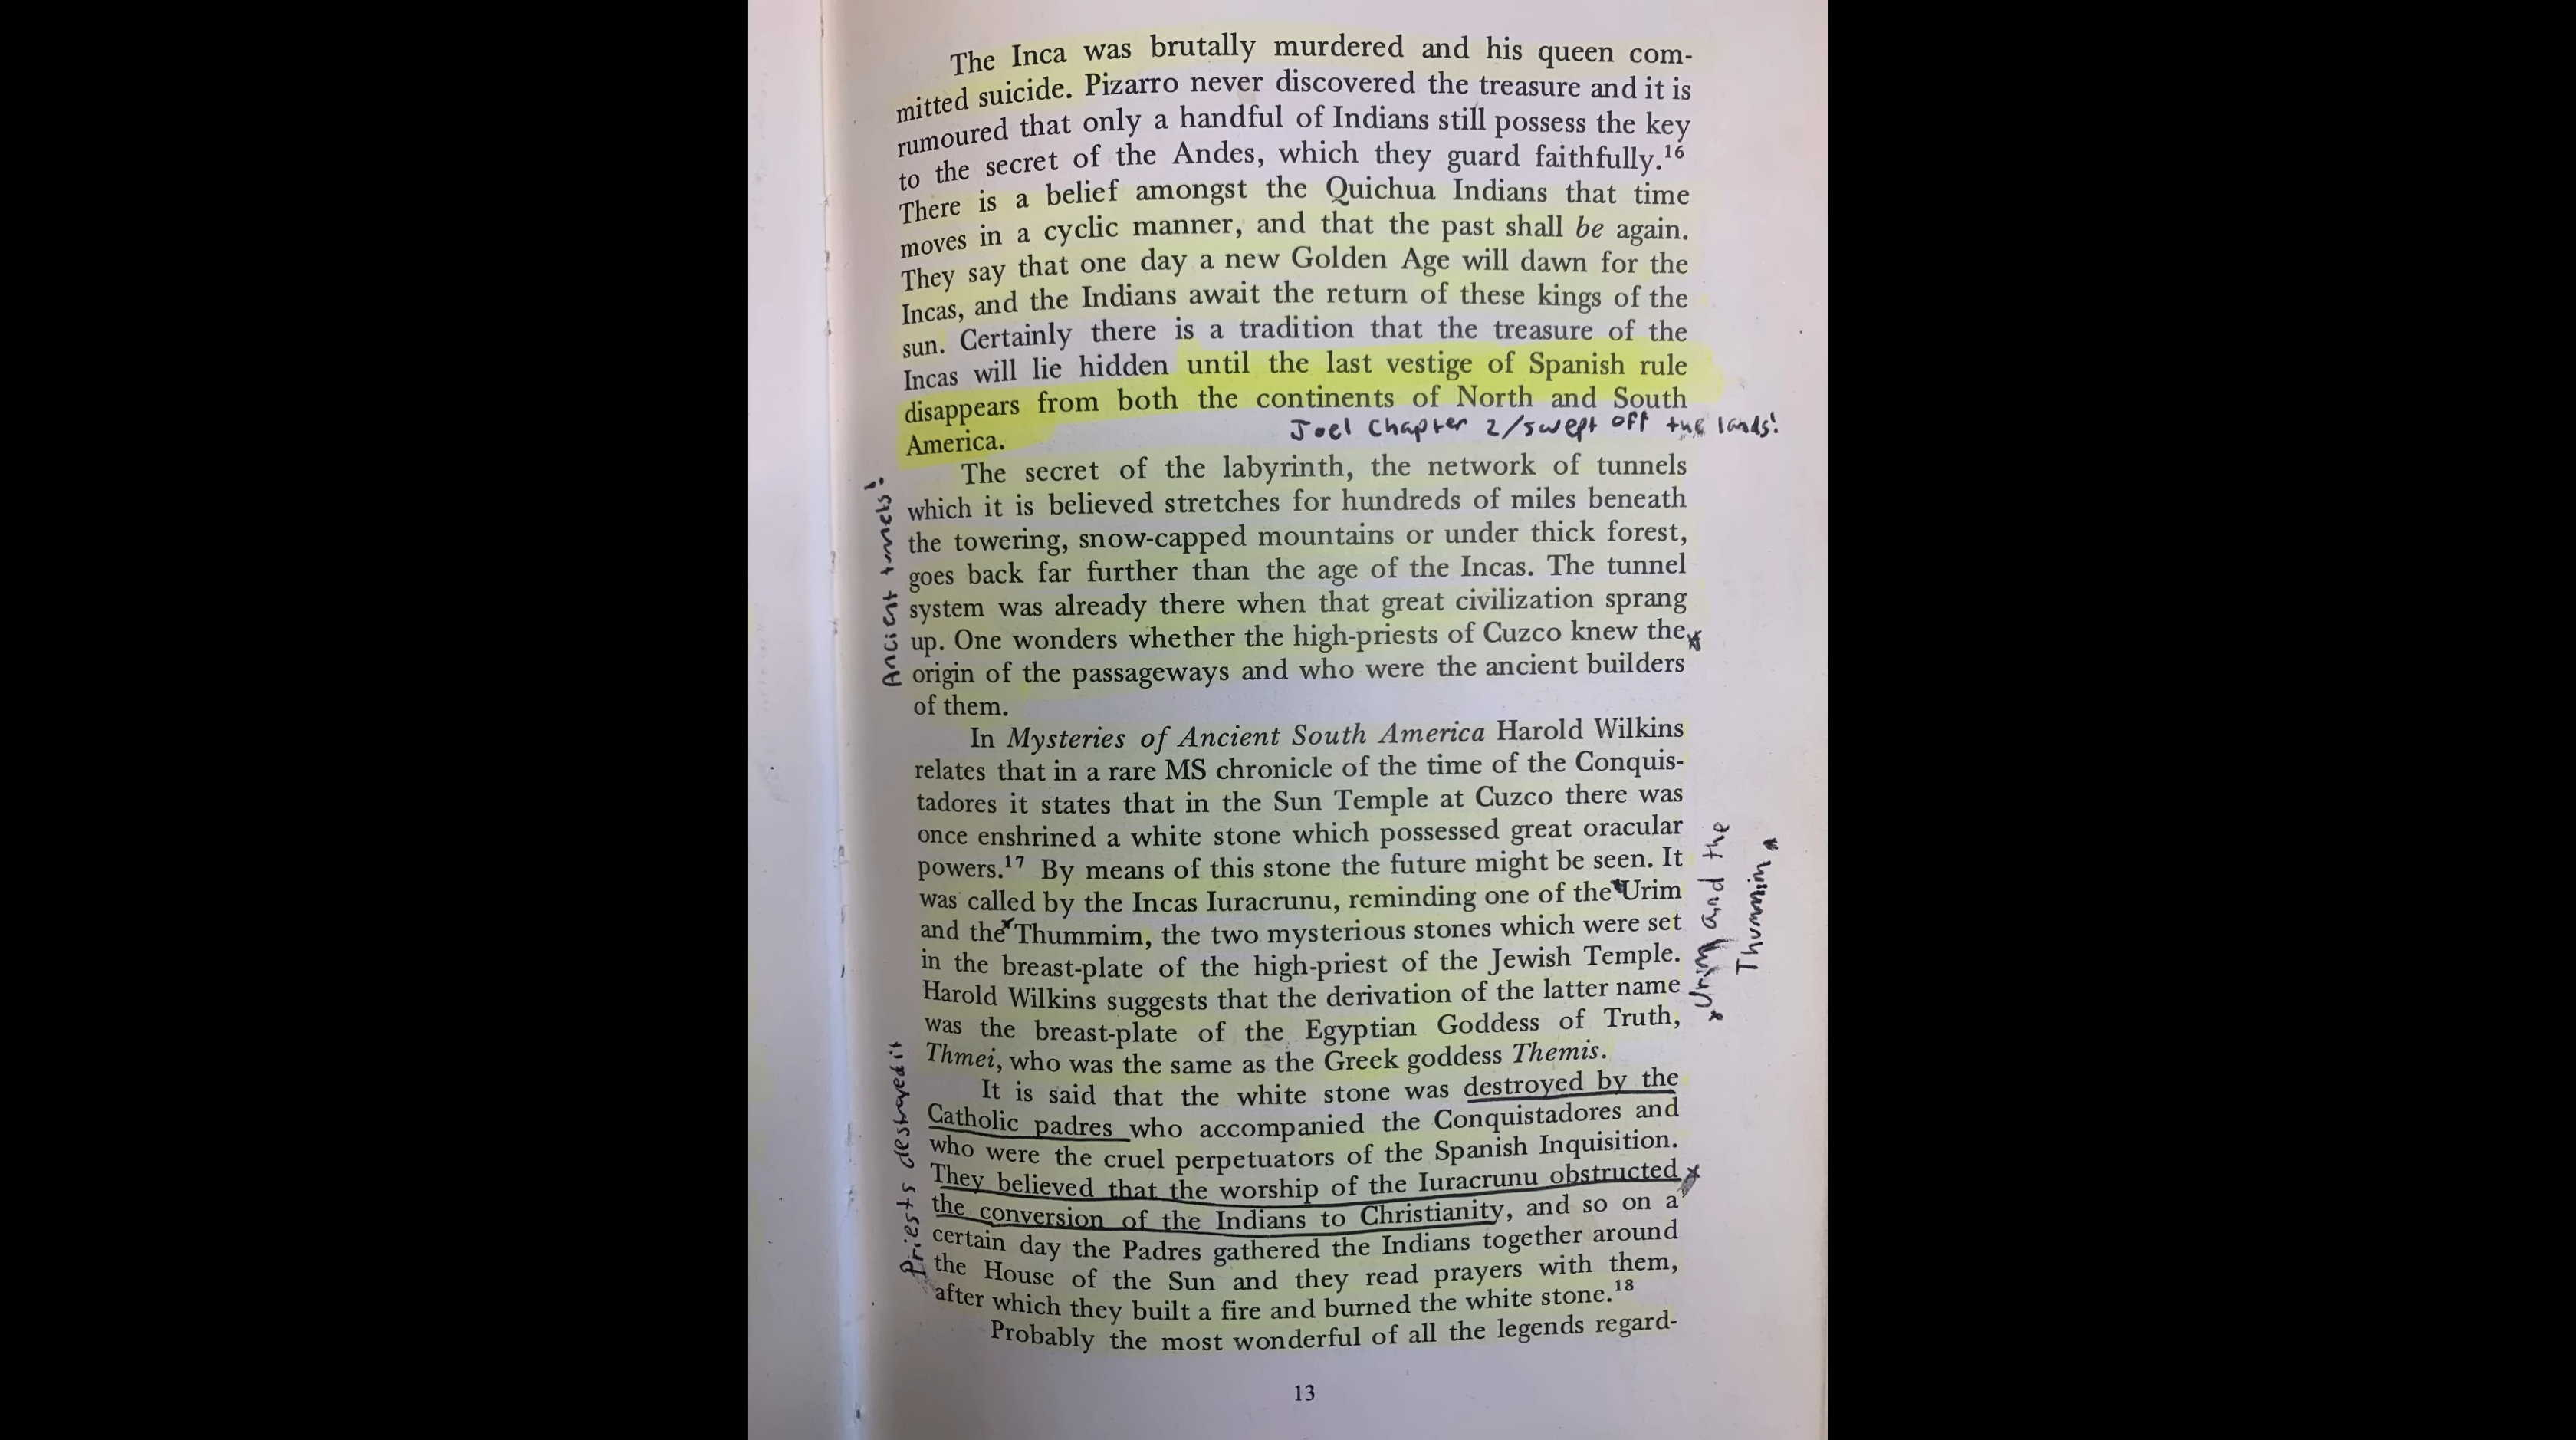 The Inca was brutally murdered and his queen com-
mitted suicide. Pizarro never discovered the treasure and it is
rumoured that only a handful of Indians still possess the key
to the secret of the Andes, which they guard faithfully.16
There is a belief amongst the Quichua Indians that time
moves in a cyclic manner, and that the past shall be again.
They say that one day a new Golden Age will dawn for the
Incas, and the Indians await the return of these kings of the
sun. Certainly there is a tradition that the treasure of the
Incas will lie hidden until the last vestige of Spanish rule
disappears from both the continents of North and South
America.
Joel Chapter 2/swept off the lands!
The secret of the labyrinth, the network of tunnels
which it is believed stretches for hundreds of miles beneath
the towering, snow-capped mountains or under thick forest,
goes back far further than the age of the Incas. The tunnel
system was already there when that great civilization sprang
up. One wonders whether the high-priests of Cuzco knew the
origin of the passageways and who were the ancient builders
of them.
Ancient tunnels!
In Mysteries of Ancient South America Harold Wilkins
relates that in a rare MS chronicle of the time of the Conquis-
tadores it states that in the Sun Temple at Cuzco there was
once enshrined a white stone which possessed great oracular
powers.17 By means of this stone the future might be seen. It
was called by the Incas Iuracrunu, reminding one of the Urim
and the Thummim, the two mysterious stones which were set
in the breast-plate of the high-priest of the Jewish Temple.
Harold Wilkins suggests that the derivation of the latter name
was the breast-plate of the Egyptian Goddess of Truth,
Thmei, who was the same as the Greek goddess Themis.
* Urim and the
Thummim *
It is said that the white stone was destroyed by the
Catholic padres who accompanied the Conquistadores and
who were the cruel perpetuators of the Spanish Inquisition.
They believed that the worship of the Iuracrunu obstructed
the conversion of the Indians to Christianity, and so on a
certain day the Padres gathered the Indians together around
the House of the Sun and they read prayers with them,
after which they built a fire and burned the white stone.18
Priests destroyed it
Probably the most wonderful of all the legends regard-
13